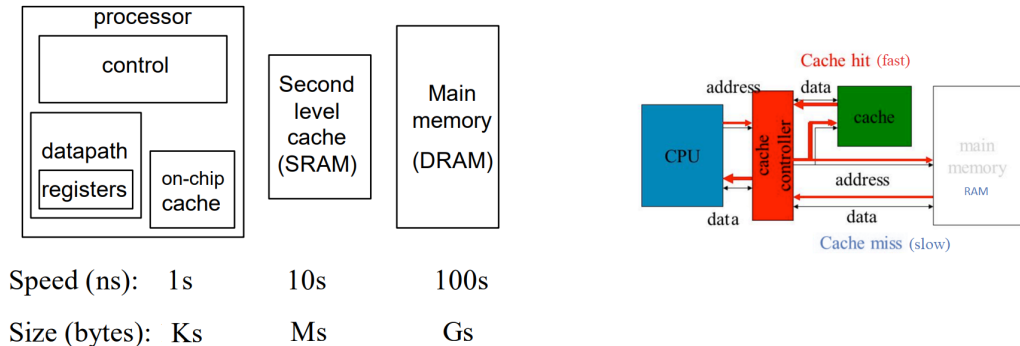 processor
control
datapath
registers
on-chip
cache
Second
level
cache
(SRAM)
Main
memory
(DRAM)
Speed (ns): 1s 10s 100s
Size (bytes): Ks Ms Gs
Cache hit (fast)
address
data
CPU
cache
controller
cache
main
memory
RAM
address
data
data
Cache miss (slow)